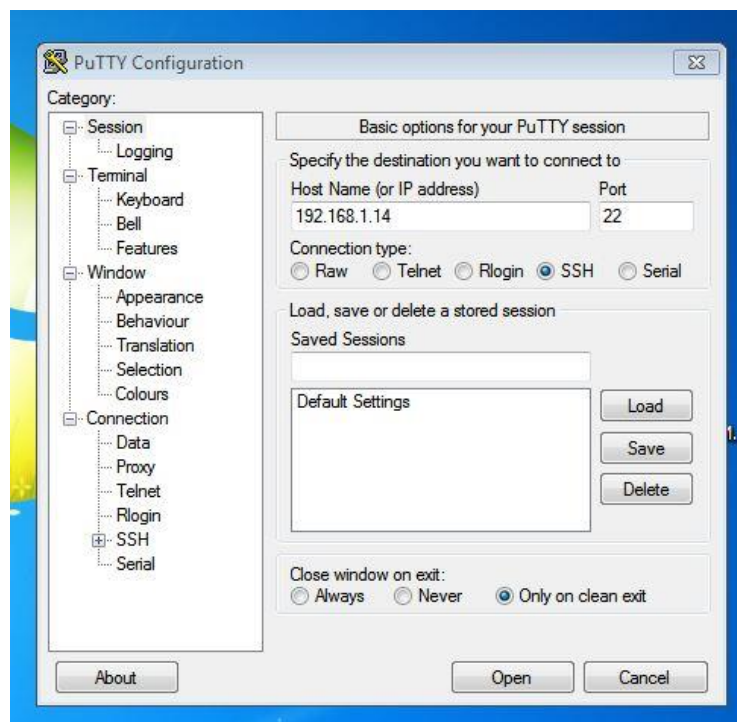 PuTTY Configuration
Category:
Session
Logging
Terminal
Keyboard
Bell
Features
Window
Appearance
Behaviour
Translation
Selection
Colours
Connection
Data
Proxy
Telnet
Rlogin
SSH
Serial
Basic options for your PuTTY session
Specify the destination you want to connect to
Host Name (or IP address) Port
192.168.1.14 22
Connection type:
Raw Telnet Rlogin SSH Serial
Load, save or delete a stored session
Saved Sessions
Default Settings
Load
Save
Delete
Close window on exit:
Always Never Only on clean exit
About Open Cancel